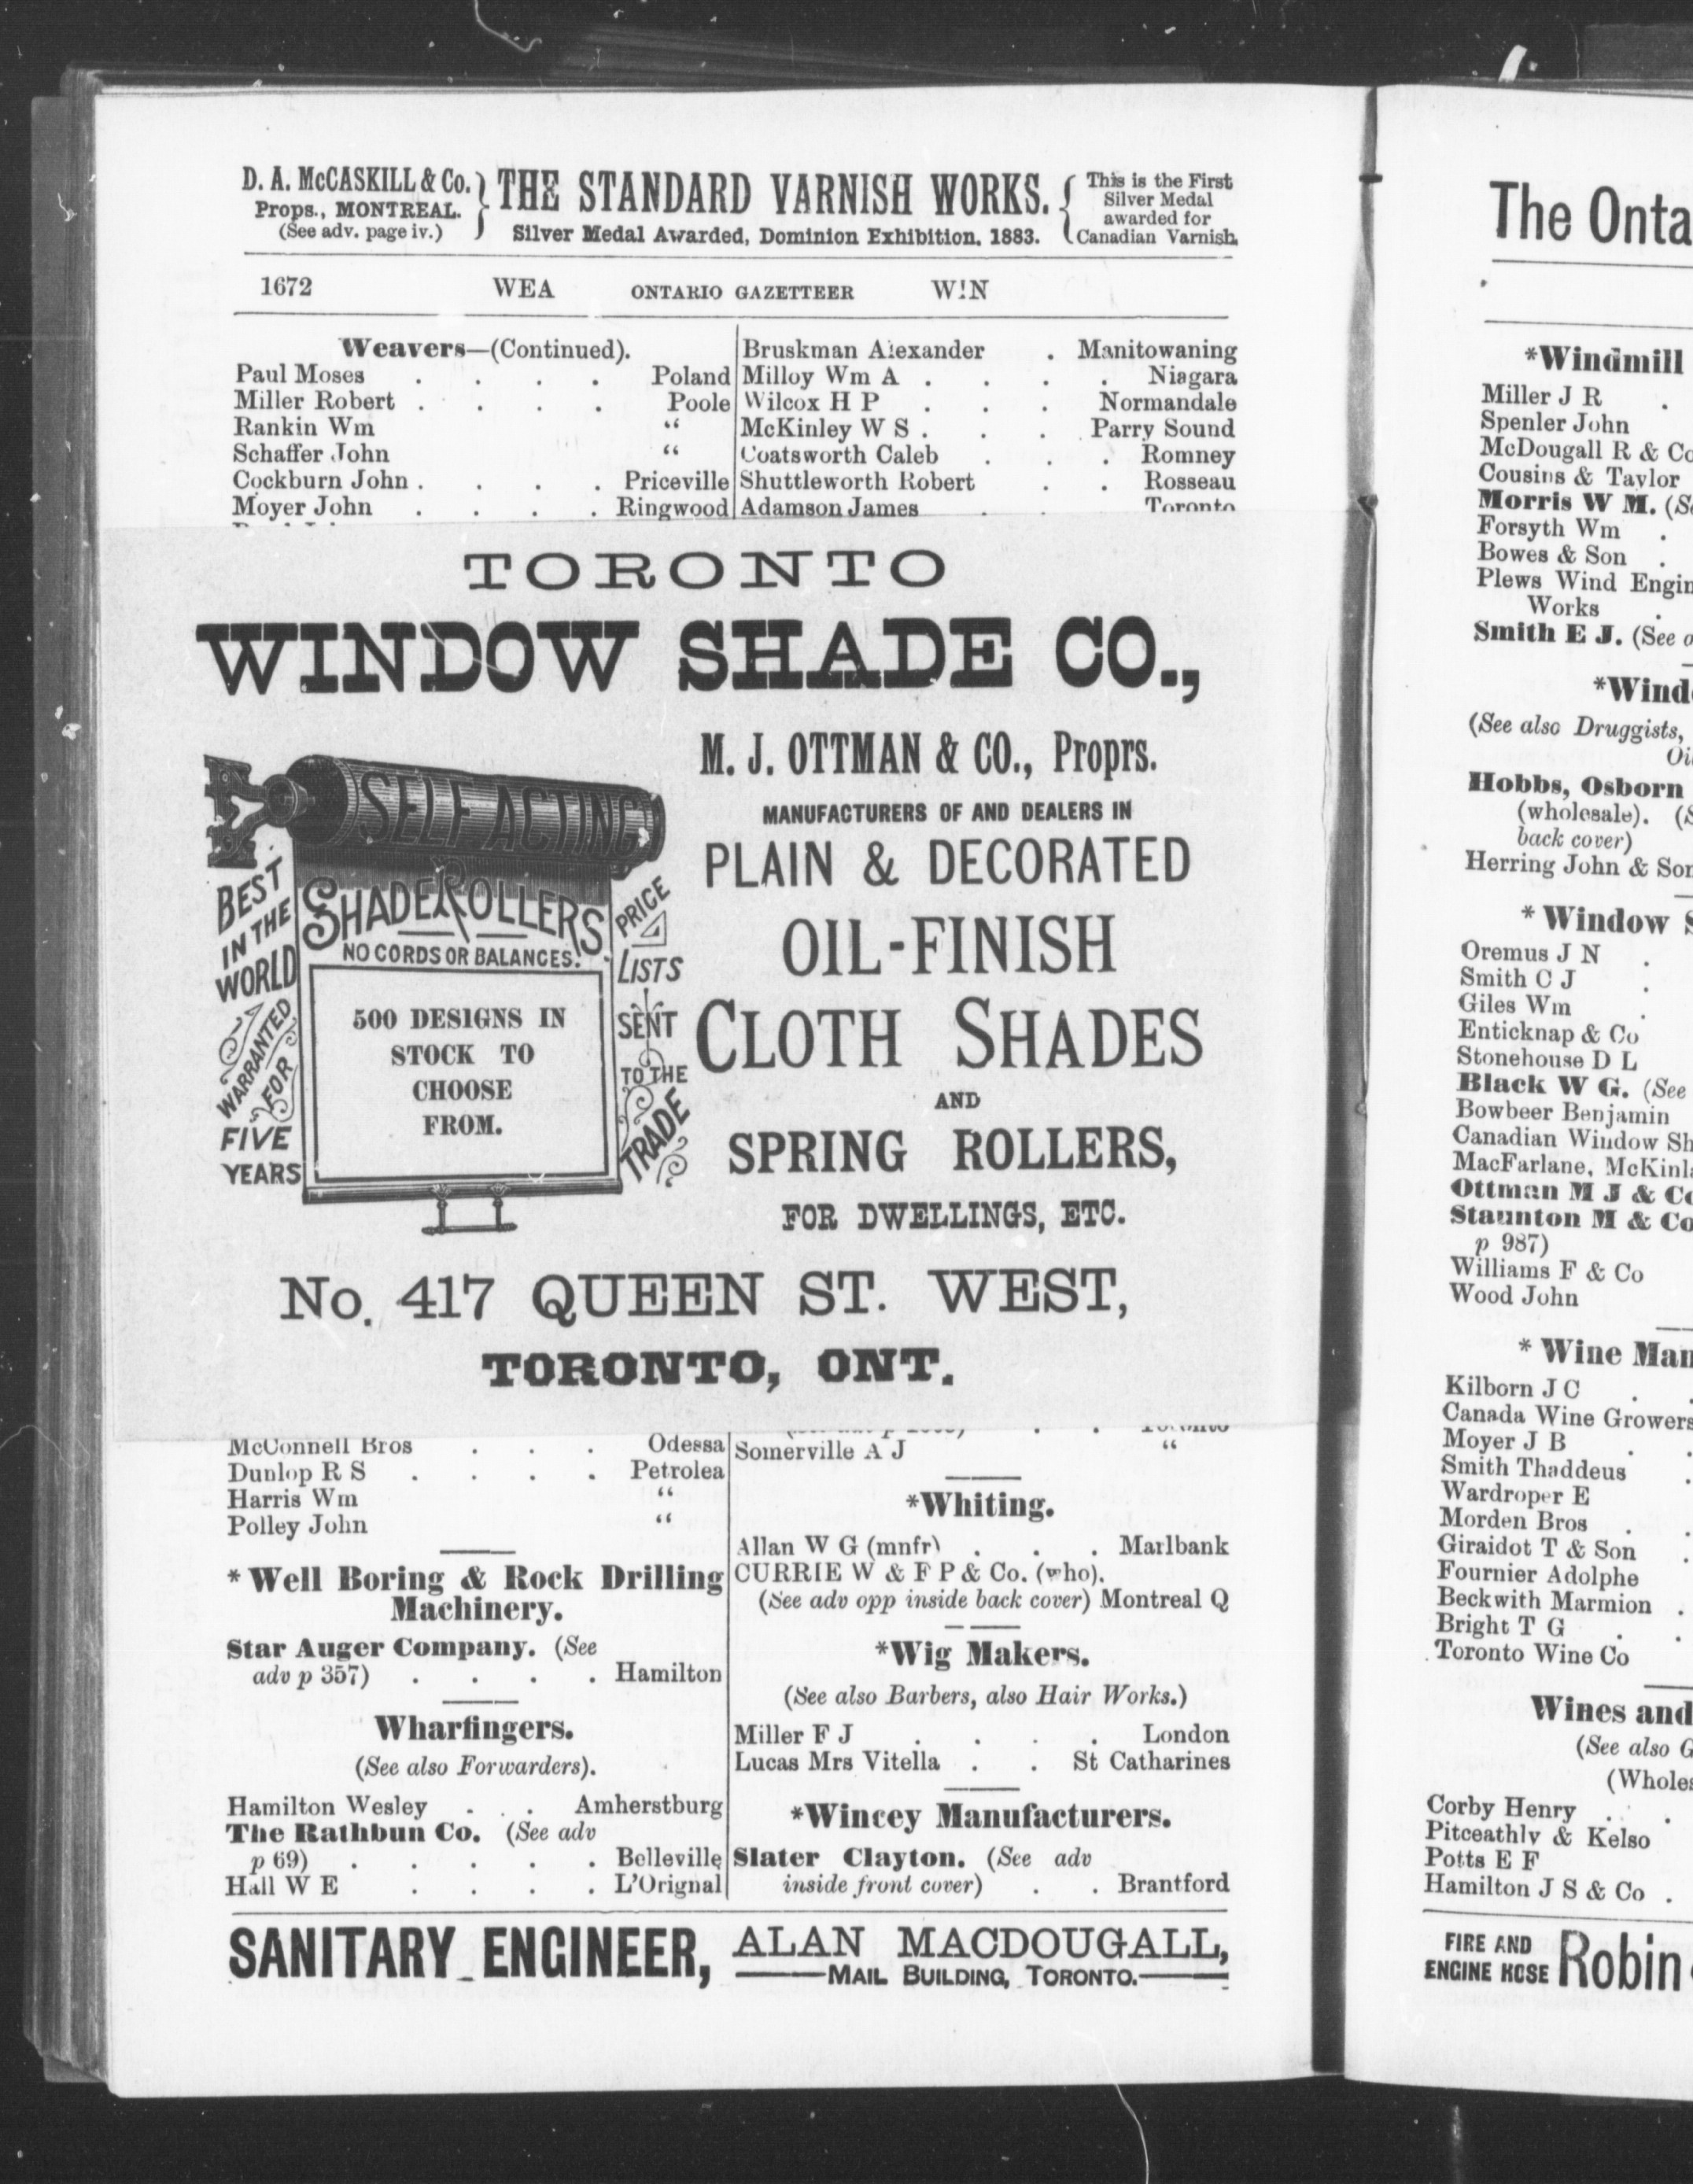 D. A. McCASKILL & Co.
Props., MONTREAL.
(See adv. page iv.)
THE STANDARD VARNISH WORKS.
Silver Medal Awarded, Dominion Exhibition, 1883.
This is the First
Silver Medal
awarded for
Canadian Varnish.
1672 WEA ONTARIO GAZETTEER WIN
Weavers—(Continued).
Paul Moses . . . . Poland
Miller Robert . . . . Poole
Rankin Wm “
Schaffer John “
Cockburn John . . . . . Priceville
Moyer John . . . . Ringwood
Bruskman Alexander . Manitowaning
Milloy Wm A . . . . Niagara
Wilcox H P . . . Normandale
McKinley W S . . . Parry Sound
Coatsworth Caleb . . . Romney
Shuttleworth Robert . . Rosseau
Adamson James . . Toronto
TORONTO
WINDOW SHADE CO.,
M. J. OTTMAN & CO., Proprs.
MANUFACTURERS OF AND DEALERS IN
PLAIN & DECORATED
OIL-FINISH
CLOTH SHADES
AND
SPRING ROLLERS,
FOR DWELLINGS, ETC.
SELF ACTING
SHADE ROLLERS
NO CORDS OR BALANCES.
BEST
IN THE
WORLD
WARRANTED
FOR
FIVE
YEARS
500 DESIGNS IN
STOCK TO
CHOOSE
FROM.
PRICE
LISTS
SENT
TO THE
TRADE
No. 417 QUEEN ST. WEST,
TORONTO, ONT.
McConnell Bros . . . Odessa
Dunlop R S . . . . Petrolea
Harris Wm “
Polley John “
*Well Boring & Rock Drilling
Machinery.
Star Auger Company. (See
adv p 357) . . . . Hamilton
Wharfingers.
(See also Forwarders).
Hamilton Wesley . . . Amherstburg
The Rathbun Co. (See adv
p 69) . . . . . Belleville
Hall W E . . . . L'Orignal
Toronto
Somerville A J “
*Whiting.
Allan W G (mnfr) . . . Marlbank
CURRIE W & F P & Co. (who).
(See adv opp inside back cover) Montreal Q
*Wig Makers.
(See also Barbers, also Hair Works.)
Miller F J . . . . London
Lucas Mrs Vitella . . St Catharines
*Wincey Manufacturers.
Slater Clayton. (See adv
inside front cover) . . Brantford
SANITARY ENGINEER, ALAN MACDOUGALL,
MAIL BUILDING, TORONTO.
The Onta
*Windmill
Miller J R .
Spenler John
McDougall R & Co
Cousins & Taylor
Morris W M. (Se
Forsyth Wm .
Bowes & Son .
Plews Wind Engin
Works .
Smith E J. (See
*Wind
(See also Druggists,
Oi
Hobbs, Osborn
(wholesale). (S
back cover)
Herring John & Son
*Window S
Oremus J N .
Smith C J .
Giles Wm .
Enticknap & Co
Stonehouse D L
Black W G. (See
Bowbeer Benjamin
Canadian Window Sh
MacFarlane, McKinla
Ottman M J & Co
Staunton M & Co
p 987)
Williams F & Co
Wood John
*Wine Man
Kilborn J C .
Canada Wine Growers
Moyer J B .
Smith Thaddeus .
Wardroper E
Morden Bros .
Giraidot T & Son .
Fournier Adolphe
Beckwith Marmion .
Bright T G .
Toronto Wine Co
Wines and
(See also G
(Wholes
Corby Henry . .
Pitceathly & Kelso
Potts E F
Hamilton J S & Co .
FIRE AND
ENGINE HOSE
Robin